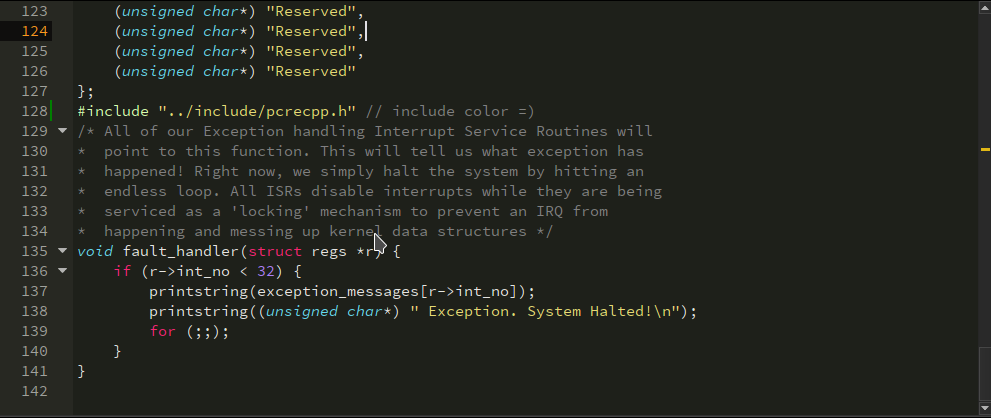 123 (unsigned char*) "Reserved",
124 (unsigned char*) "Reserved",
125 (unsigned char*) "Reserved",
126 (unsigned char*) "Reserved"
127 };
128 #include "../include/pcrecpp.h" // include color =)
129 /* All of our Exception handling Interrupt Service Routines will
130 *  point to this function. This will tell us what exception has
131 *  happened! Right now, we simply halt the system by hitting an
132 *  endless loop. All ISRs disable interrupts while they are being
133 *  serviced as a 'locking' mechanism to prevent an IRQ from
134 *  happening and messing up kernel data structures */
135 void fault_handler(struct regs *r) {
136     if (r->int_no < 32) {
137         printstring(exception_messages[r->int_no]);
138         printstring((unsigned char*) " Exception. System Halted!\n");
139         for (;;);
140     }
141 }
142